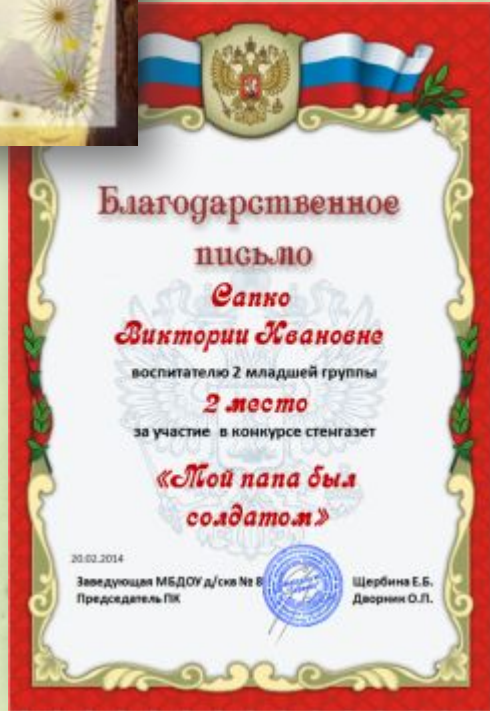 Благодарственное
письмо
Сапко
Виктории Ивановне
воспитателю 2 младшей группы
2 место
за участие в конкурсе стенгазет
«Мой папа был
солдатом»
20.02.2014
Заведующая МБДОУ д/скв № 8 Щербина Е.Б.
Председатель ПК Дворник О.П.